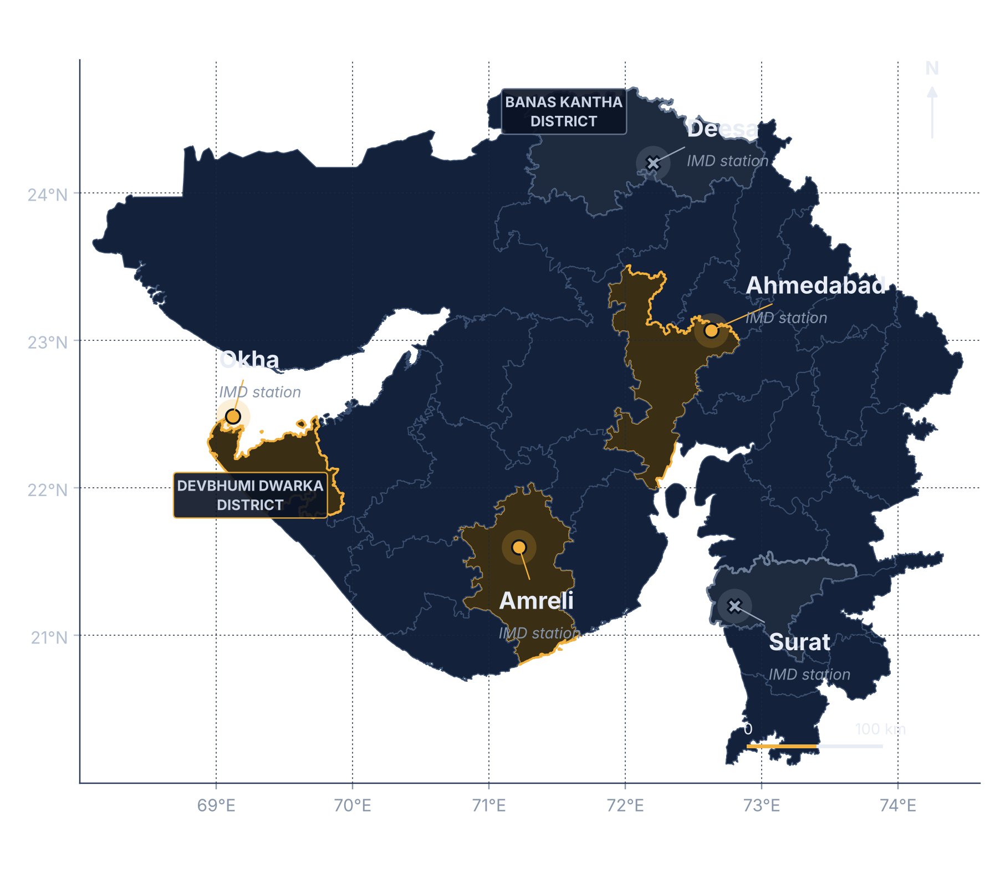 N
BANAS KANTHA
DISTRICT
Deesa
IMD station
24°N
Ahmedabad
IMD station
23°N
Okha
IMD station
DEVBHUMI DWARKA
DISTRICT
22°N
Amreli
IMD station
21°N
Surat
IMD station
0
100 km
69°E
70°E
71°E
72°E
73°E
74°E